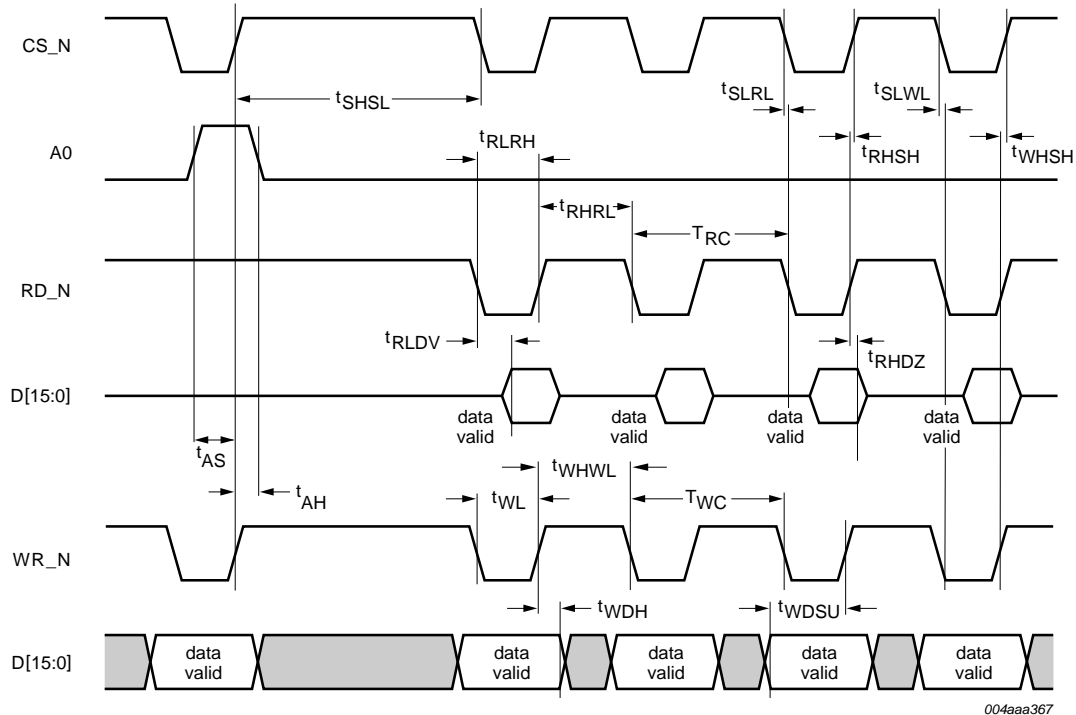 CS_N
tSHSL
tSLRL
tSLWL
A0
tRLRH
tRHSH
tWHSH
tRHRL
TRC
RD_N
tRLDV
tRHDZ
D[15:0]
data
valid
data
valid
data
valid
data
valid
tAS
tWHWL
tAH
tWL
TWC
WR_N
tWDH
tWDSU
D[15:0]
data
valid
data
valid
data
valid
data
valid
data
valid
004aaa367